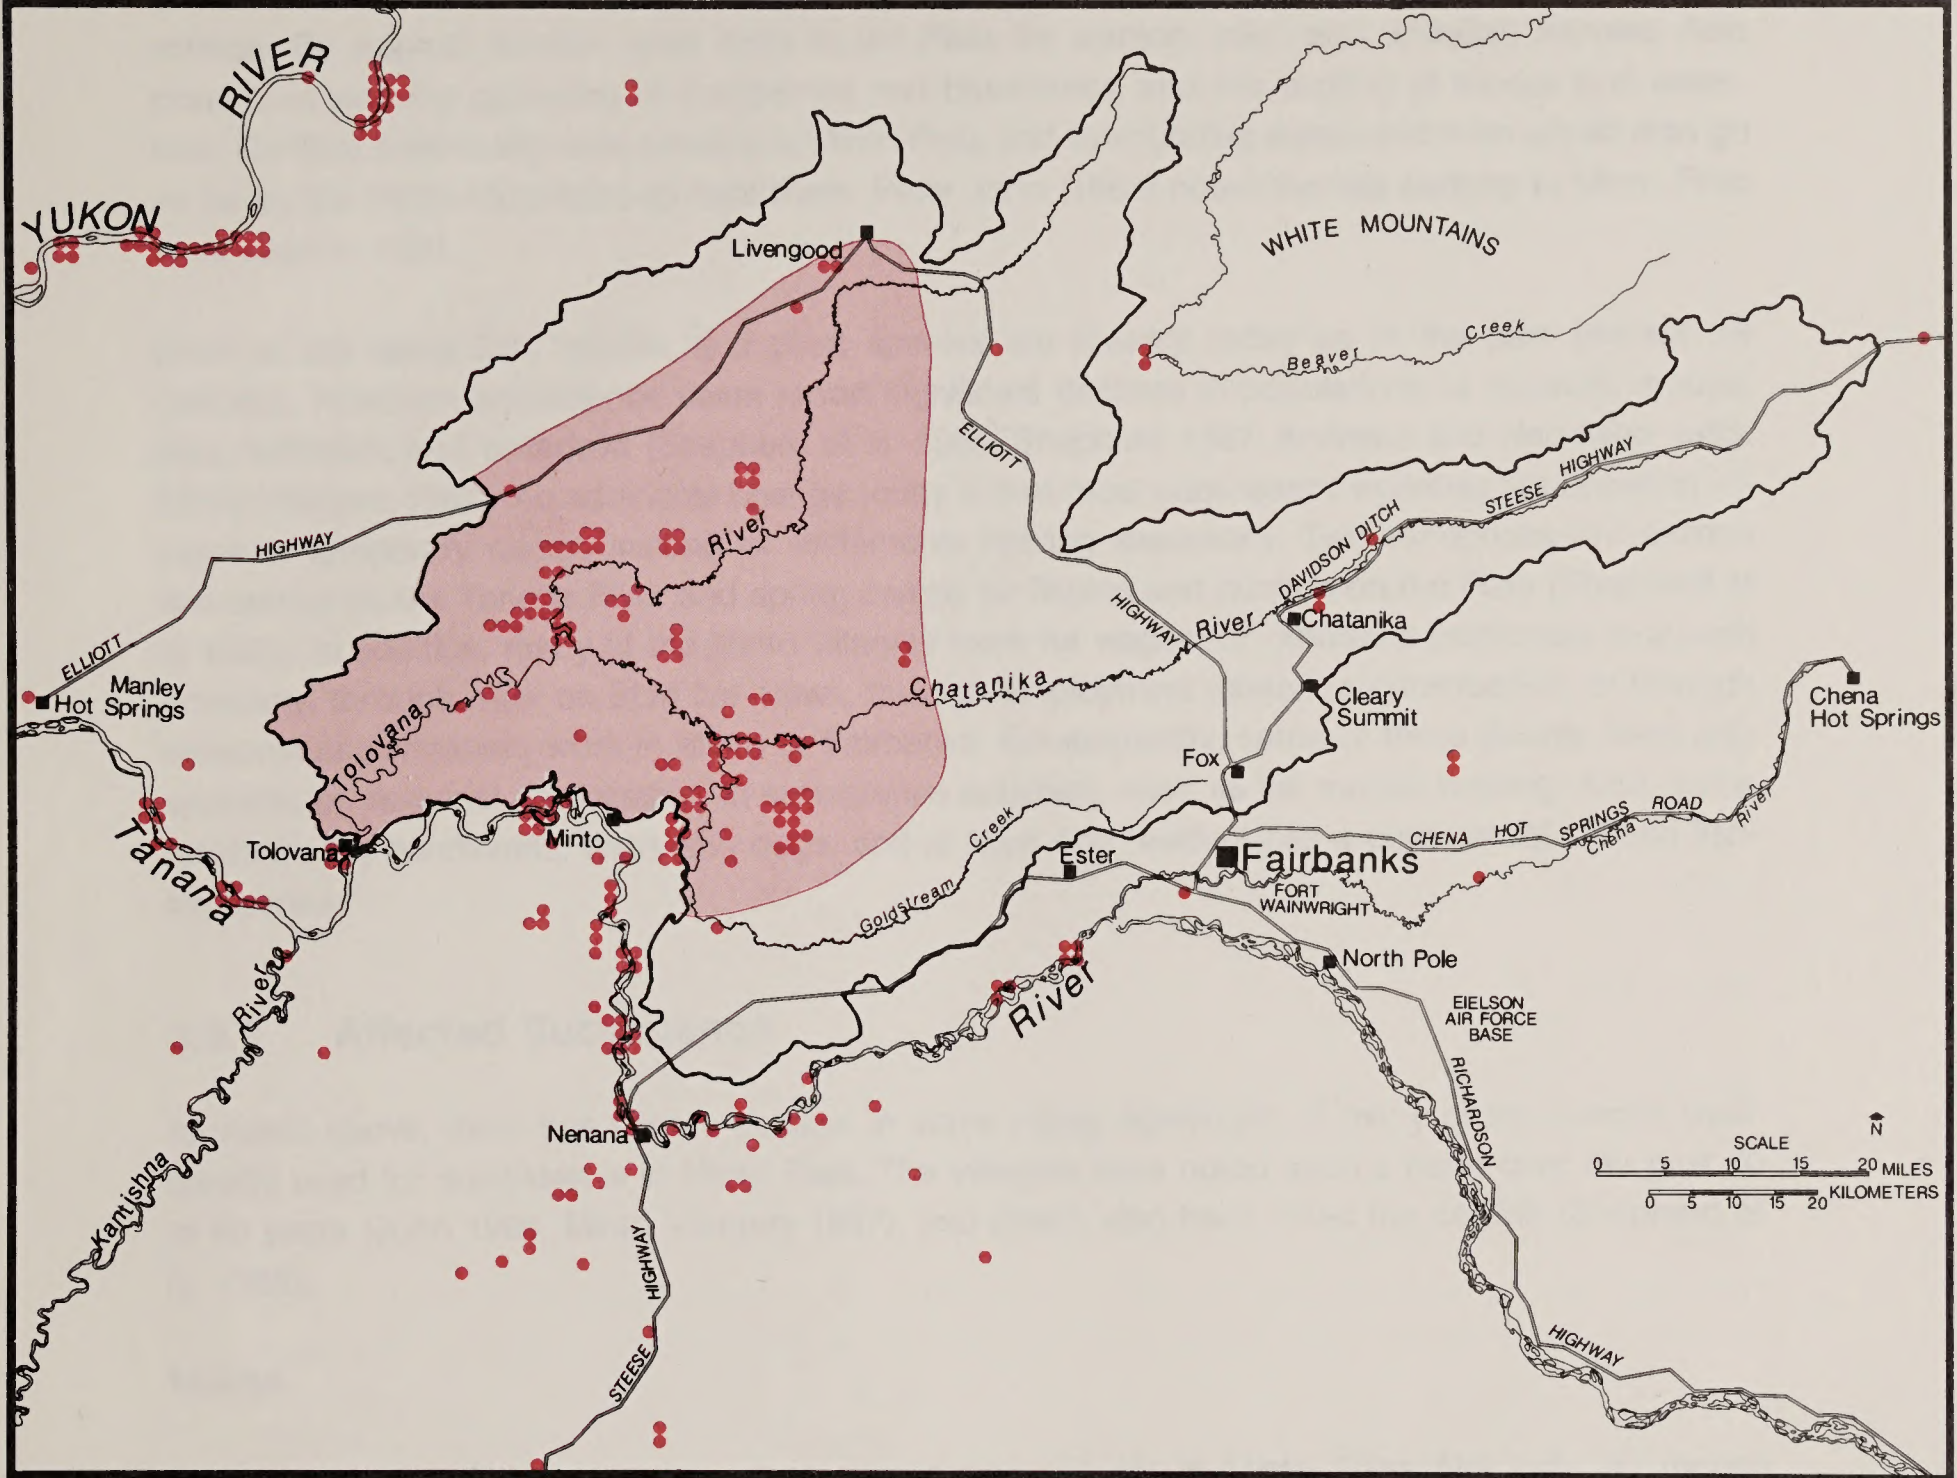 RIVER
YUKON
WHITE MOUNTAINS
Livengood
Beaver Creek
ELLIOTT
HIGHWAY
STEESE HIGHWAY
DAVIDSON DITCH
River
HIGHWAY
River
Chatanika
ELLIOTT
Manley
Hot Springs
Chatanika
Cleary
Summit
Chena
Hot Springs
Tolovana
Fox
Creek
CHENA HOT SPRINGS ROAD
Chena River
Tanana
Tolovana
Minto
Ester
Fairbanks
Goldstream
FORT
WAINWRIGHT
North Pole
River
River
EIELSON
AIR FORCE
BASE
RICHARDSON
Nenana
N
SCALE
0 5 10 15 20 MILES
0 5 10 15 20 KILOMETERS
Kantishna
HIGHWAY
STEESE
HIGHWAY
Affected Su